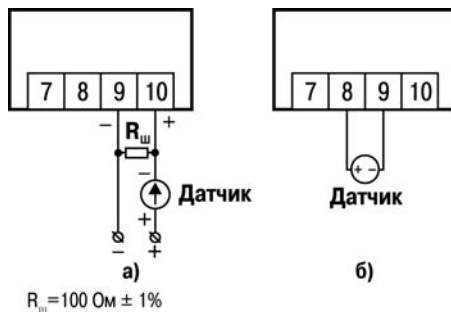 7 8 9 10
7 8 9 10
– Rш +
–
+ -
Датчик
Датчик
+
– +
а)
б)
Rш=100 Ом ± 1%